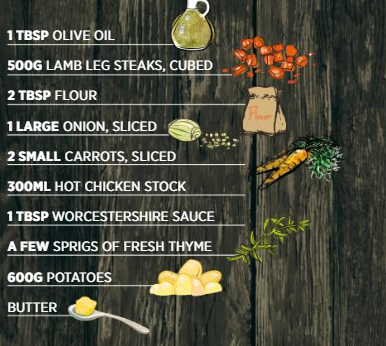 1 TBSP OLIVE OIL
500G LAMB LEG STEAKS, CUBED
2 TBSP FLOUR
Flour
1 LARGE ONION, SLICED
2 SMALL CARROTS, SLICED
300ML HOT CHICKEN STOCK
1 TBSP WORCESTERSHIRE SAUCE
A FEW SPRIGS OF FRESH THYME
600G POTATOES
BUTTER